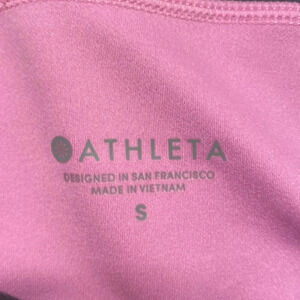 ATHLETA
DESIGNED IN SAN FRANCISCO
MADE IN VIETNAM
S